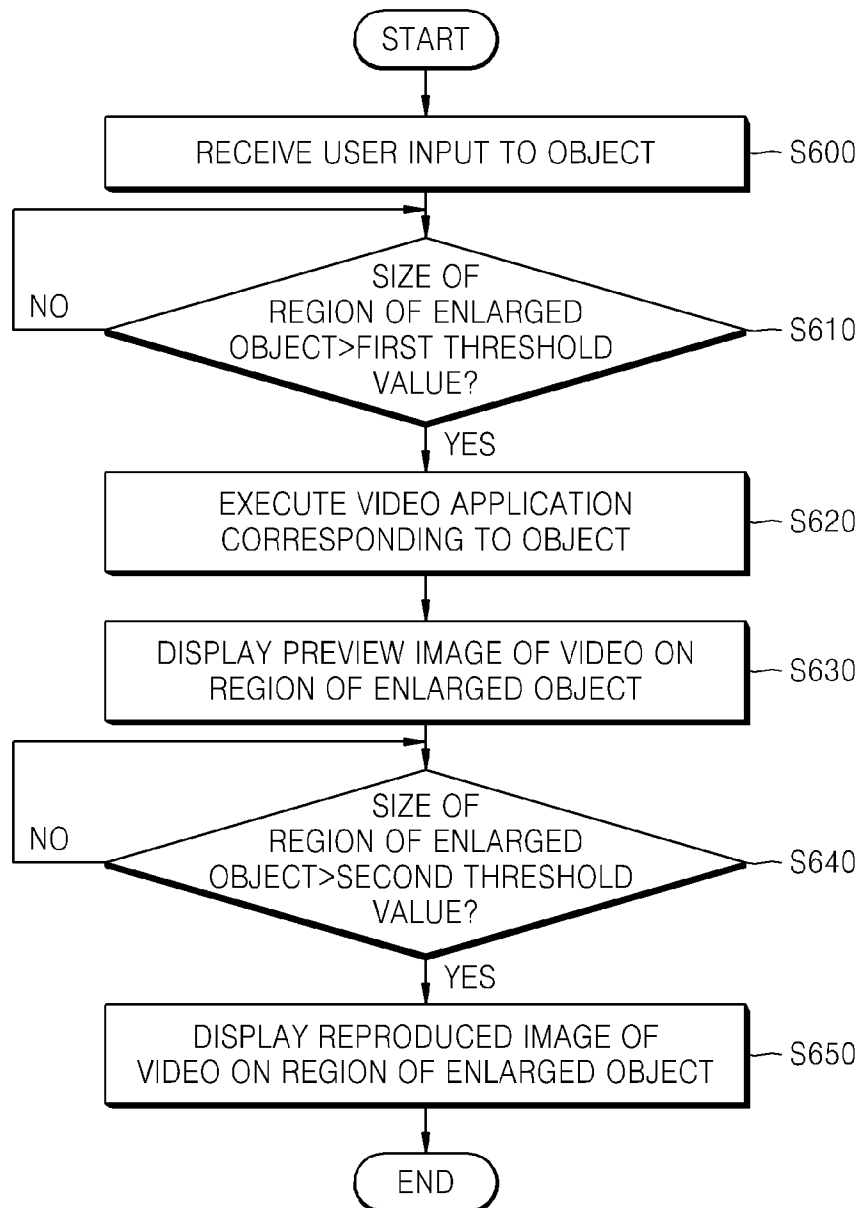 START
RECEIVE USER INPUT TO OBJECT
S600
SIZE OF
REGION OF ENLARGED
OBJECT>FIRST THRESHOLD
VALUE?
S610
NO
YES
EXECUTE VIDEO APPLICATION
CORRESPONDING TO OBJECT
S620
DISPLAY PREVIEW IMAGE OF VIDEO ON
REGION OF ENLARGED OBJECT
S630
SIZE OF
REGION OF ENLARGED
OBJECT>SECOND THRESHOLD
VALUE?
S640
NO
YES
DISPLAY REPRODUCED IMAGE OF
VIDEO ON REGION OF ENLARGED OBJECT
S650
END